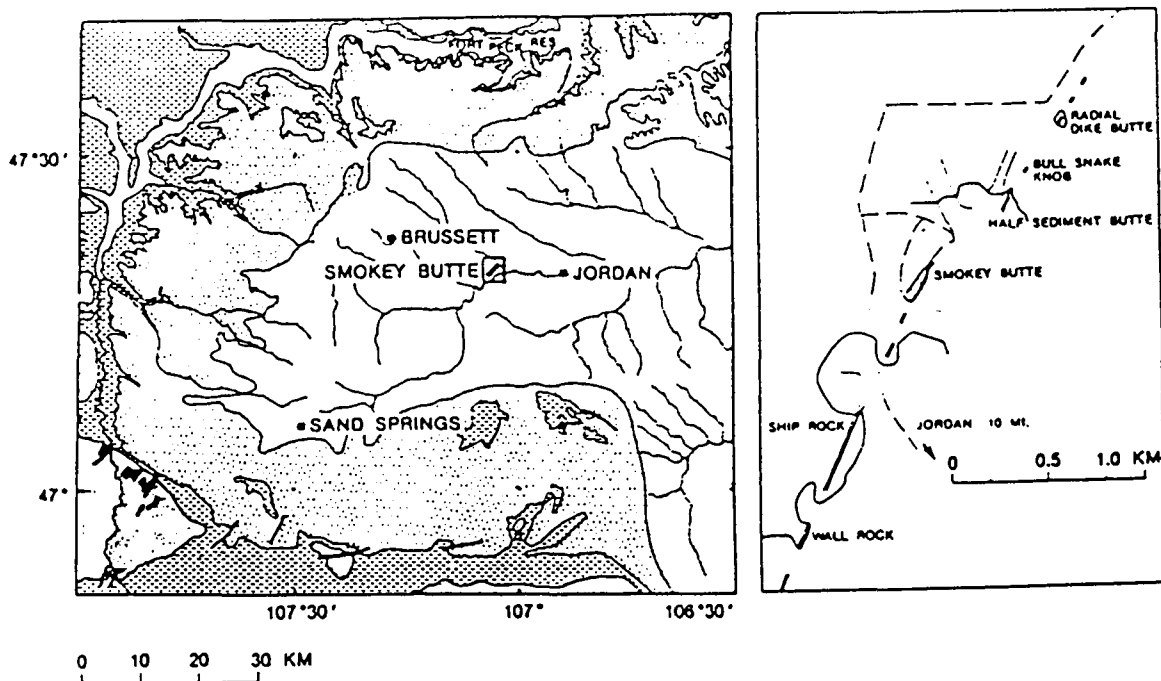 FORT PECK RES
47°30'
BRUSSETT
SMOKEY BUTTE
JORDAN
SAND SPRINGS
47°
107°30'
107°
106°30'
0 10 20 30 KM
RADIAL
DIKE BUTTE
BULL SNAKE
KNOB
HALF SEDIMENT BUTTE
SMOKEY BUTTE
SHIP ROCK
JORDAN 10 MI.
0 0.5 1.0 KM
WALL ROCK